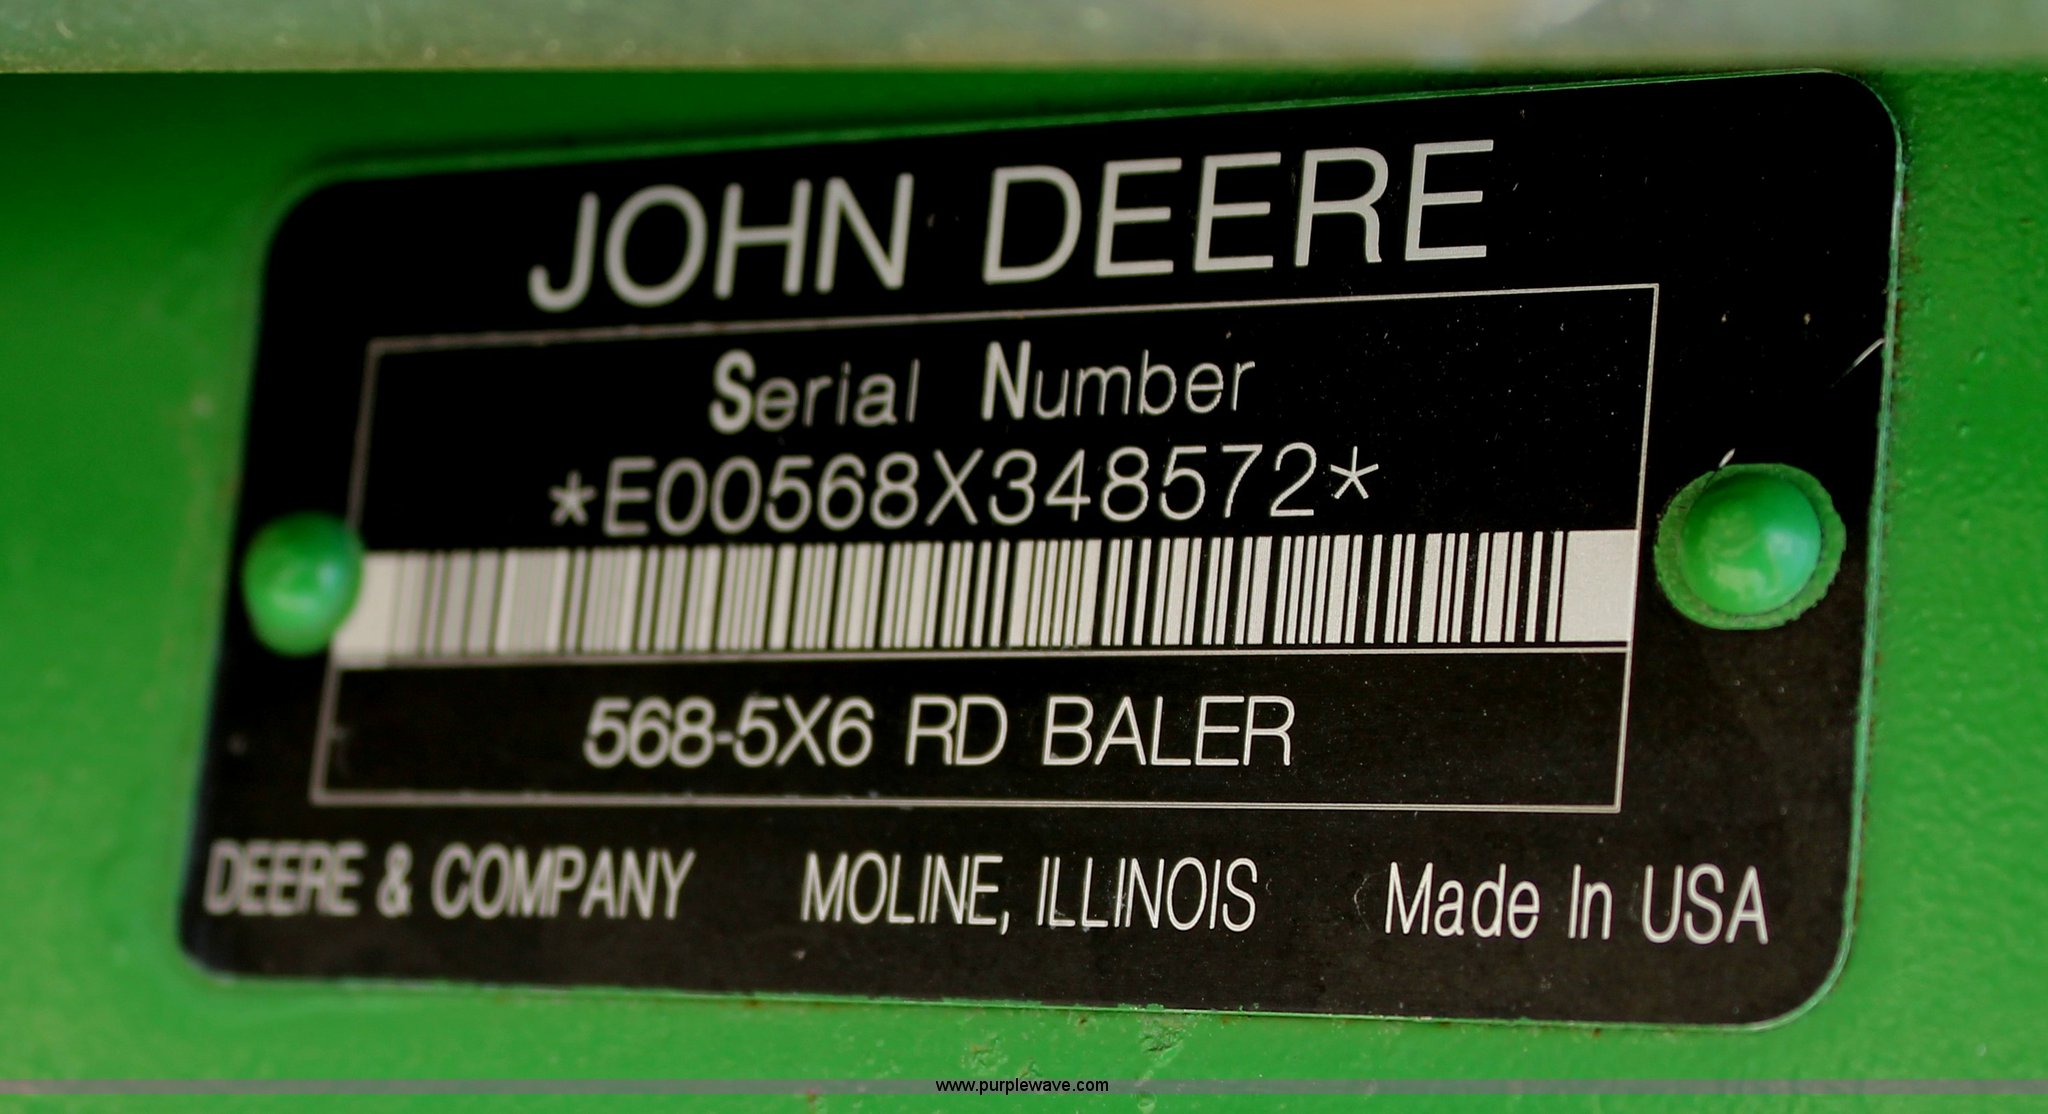 JOHN DEERE
Serial Number
*E00568X348572*
568-5X6 RD BALER
DEERE & COMPANY MOLINE, ILLINOIS Made In USA
www.purplewave.com